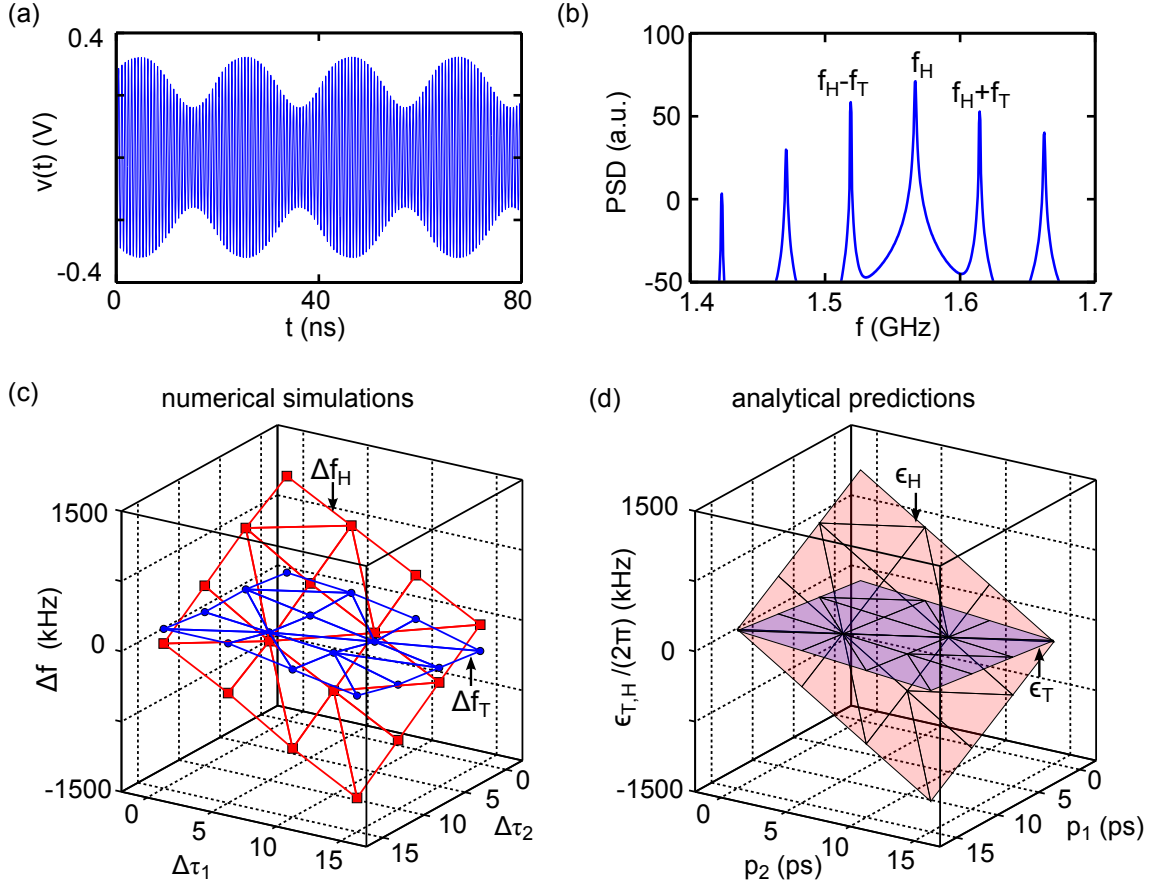 (a)
0.4
v(t) (V)
-0.4
0
40
80
t (ns)
(b)
100
50
0
-50
PSD (a.u.)
f_H-f_T
f_H
f_H+f_T
1.4
1.5
1.6
1.7
f (GHz)
(c)
numerical simulations
Δf_H
Δf_T
1500
0
-1500
Δf (kHz)
0
5
10
15
Δτ_1
0
5
10
15
Δτ_2
(d)
analytical predictions
ϵ_H
ϵ_T
1500
0
-1500
ϵ_T,H/(2π) (kHz)
0
5
10
15
p_2 (ps)
0
5
10
15
p_1 (ps)